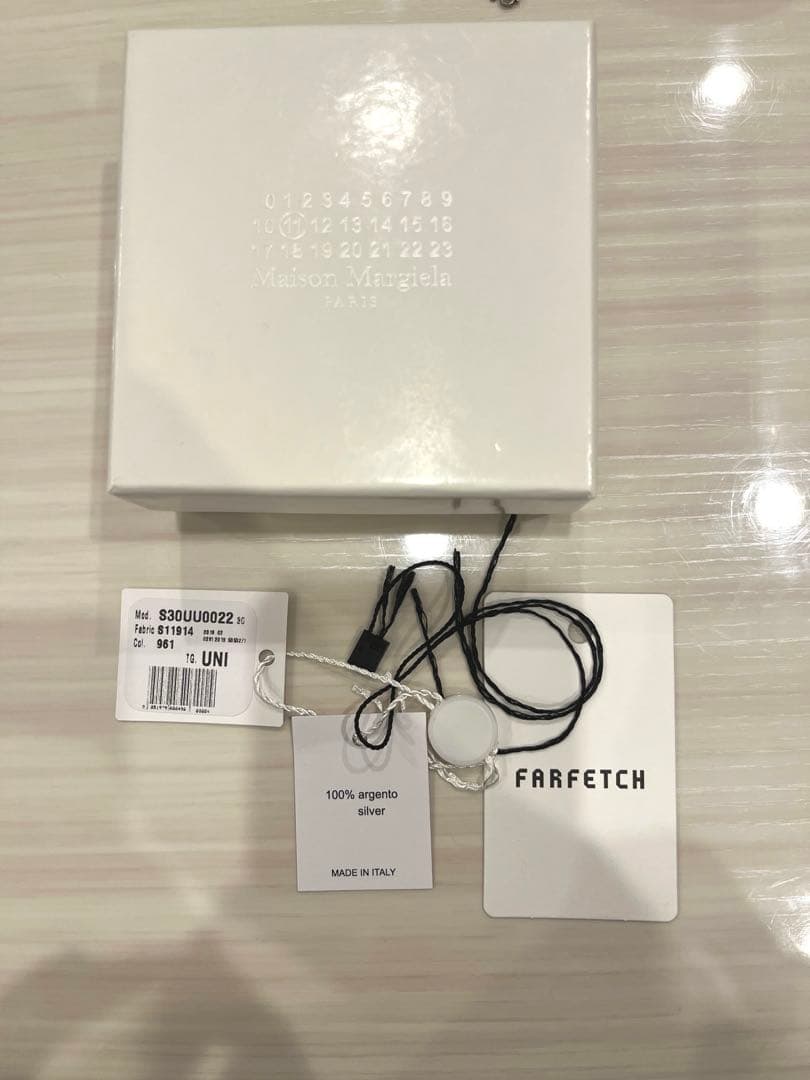 0 1 2 3 4 5 6 7 8 9
10 11 12 13 14 15 16
17 18 19 20 21 22 23
Maison Margiela
PARIS
Mod. S30UU0022 SC
Fabric S11914
Col. 961
TG. UNI
100% argento
silver
MADE IN ITALY
FARFETCH